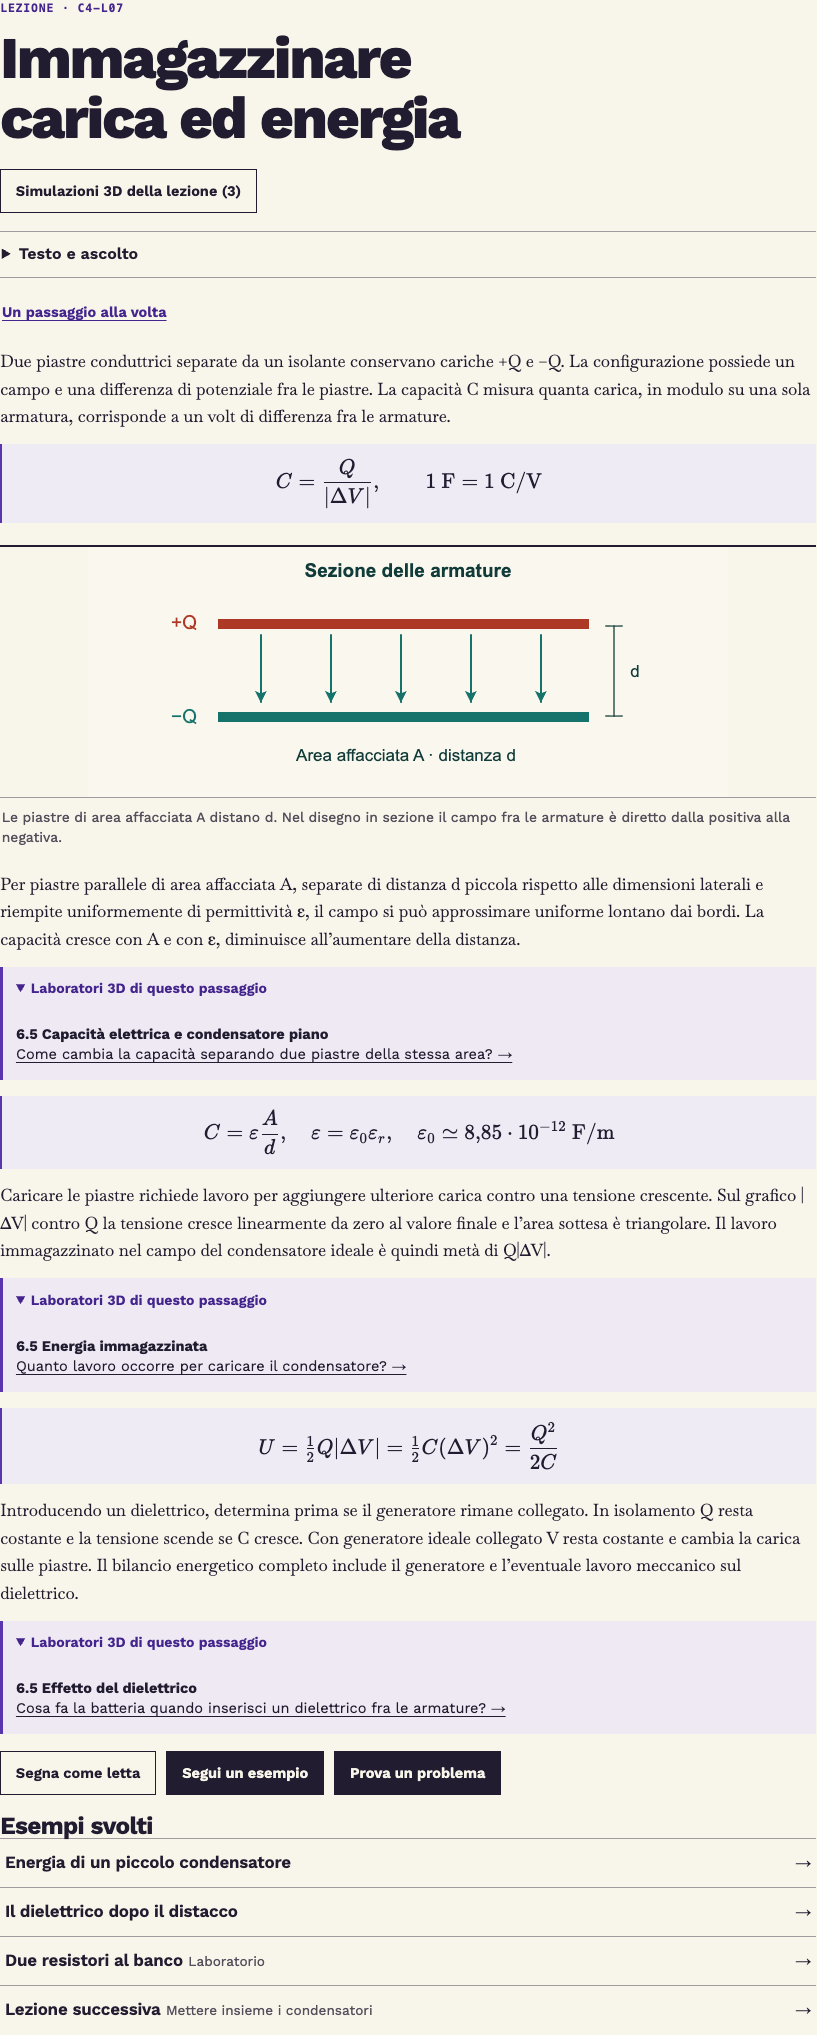 LEZIONE · C4—L07
Immagazzinare
carica ed energia
Simulazioni 3D della lezione (3)
▶ Testo e ascolto
Un passaggio alla volta
Due piastre conduttrici separate da un isolante conservano cariche +Q e −Q. La configurazione possiede un
campo e una differenza di potenziale fra le piastre. La capacità C misura quanta carica, in modulo su una sola
armatura, corrisponde a un volt di differenza fra le armature.
C = Q/|ΔV|, 1 F = 1 C/V
Sezione delle armature
+Q
d
−Q
Area affacciata A · distanza d
Le piastre di area affacciata A distano d. Nel disegno in sezione il campo fra le armature è diretto dalla positiva alla
negativa.
Per piastre parallele di area affacciata A, separate di distanza d piccola rispetto alle dimensioni laterali e
riempite uniformemente di permittività ε, il campo si può approssimare uniforme lontano dai bordi. La
capacità cresce con A e con ε, diminuisce all’aumentare della distanza.
▼ Laboratori 3D di questo passaggio
6.5 Capacità elettrica e condensatore piano
Come cambia la capacità separando due piastre della stessa area? →
C = ε A/d, ε = ε₀εᵣ, ε₀ ≃ 8,85 · 10⁻¹² F/m
Caricare le piastre richiede lavoro per aggiungere ulteriore carica contro una tensione crescente. Sul grafico |
ΔV| contro Q la tensione cresce linearmente da zero al valore finale e l’area sottesa è triangolare. Il lavoro
immagazzinato nel campo del condensatore ideale è quindi metà di Q|ΔV|.
▼ Laboratori 3D di questo passaggio
6.5 Energia immagazzinata
Quanto lavoro occorre per caricare il condensatore? →
U = ½Q|ΔV| = ½C(ΔV)² = Q²/2C
Introducendo un dielettrico, determina prima se il generatore rimane collegato. In isolamento Q resta
costante e la tensione scende se C cresce. Con generatore ideale collegato V resta costante e cambia la carica
sulle piastre. Il bilancio energetico completo include il generatore e l’eventuale lavoro meccanico sul
dielettrico.
▼ Laboratori 3D di questo passaggio
6.5 Effetto del dielettrico
Cosa fa la batteria quando inserisci un dielettrico fra le armature? →
Segna come letta
Segui un esempio
Prova un problema
Esempi svolti
Energia di un piccolo condensatore →
Il dielettrico dopo il distacco →
Due resistori al banco Laboratorio →
Lezione successiva Mettere insieme i condensatori →